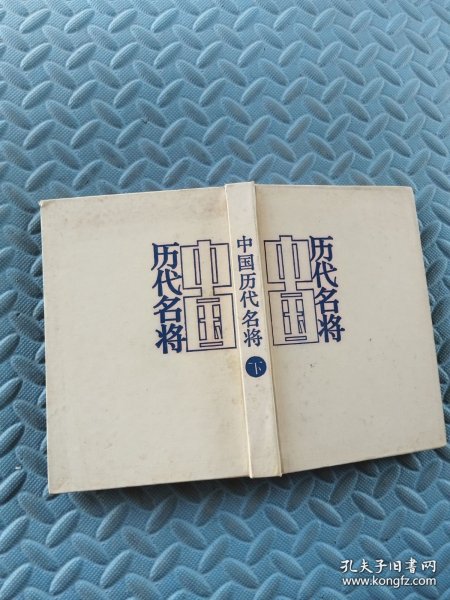 中国
历代名将
中国历代名将
下
中国
历代名将
孔夫子旧书网
www.kongfz.com